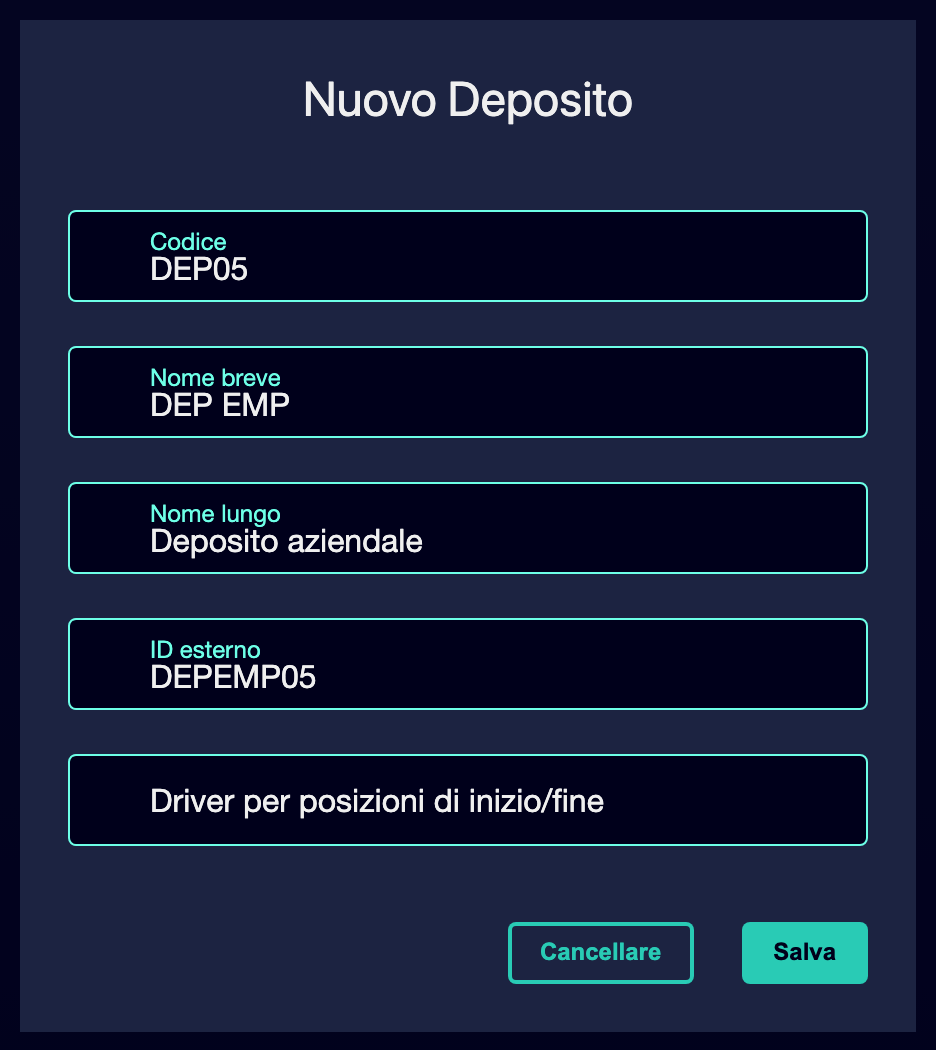 Nuovo Deposito
Codice
DEP05
Nome breve
DEP EMP
Nome lungo
Deposito aziendale
ID esterno
DEPEMP05
Driver per posizioni di inizio/fine
Cancellare
Salva